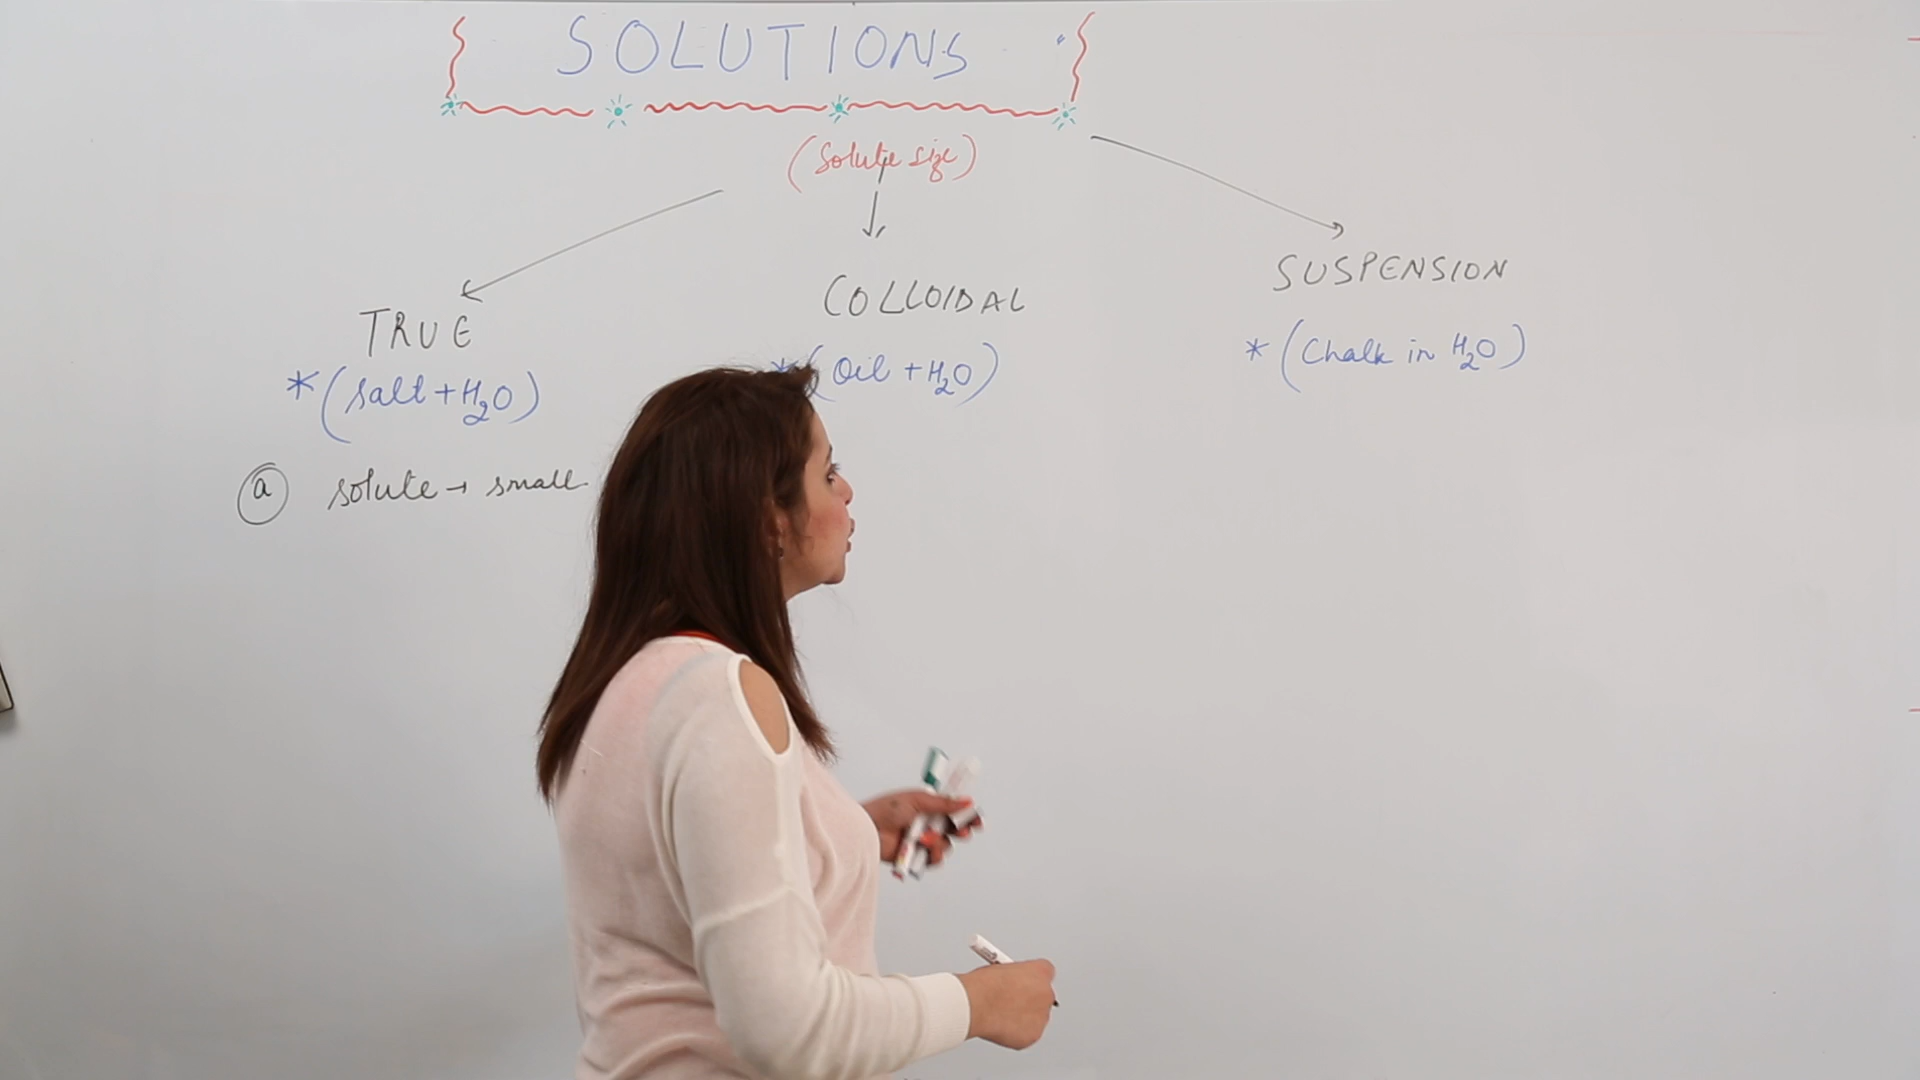 SOLUTIONS
(Solute size)
TRUE
*(salt + H₂O)
ⓐ solute → small
COLLOIDAL
*(Oil + H₂O)
SUSPENSION
*(Chalk in H₂O)